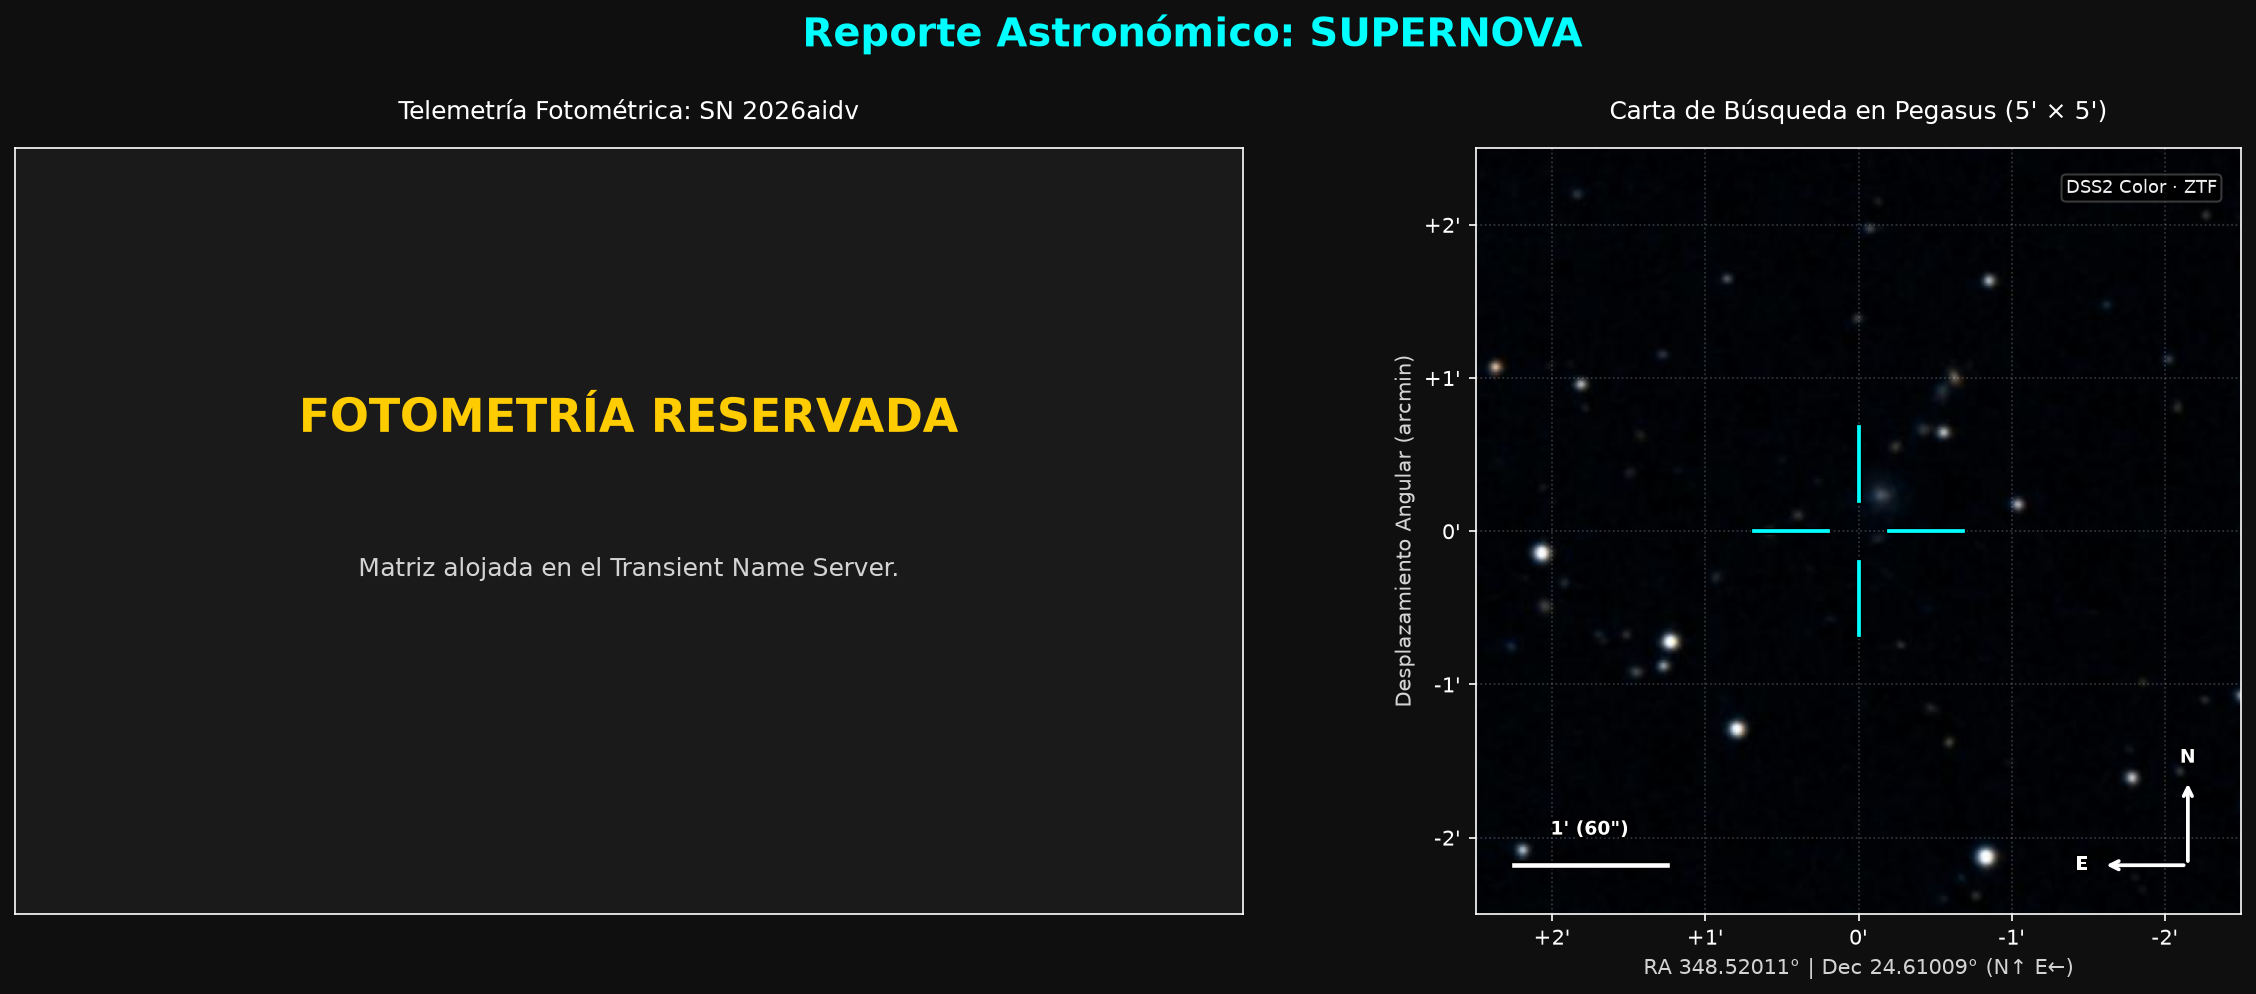 Reporte Astronómico: SUPERNOVA
Telemetría Fotométrica: SN 2026aidv
FOTOMETRÍA RESERVADA
Matriz alojada en el Transient Name Server.
Carta de Búsqueda en Pegasus (5' × 5')
DSS2 Color · ZTF
Desplazamiento Angular (arcmin)
+2'
+1'
0'
-1'
-2'
N
E
1' (60")
+2' +1' 0' -1' -2'
RA 348.52011° | Dec 24.61009° (N↑ E←)